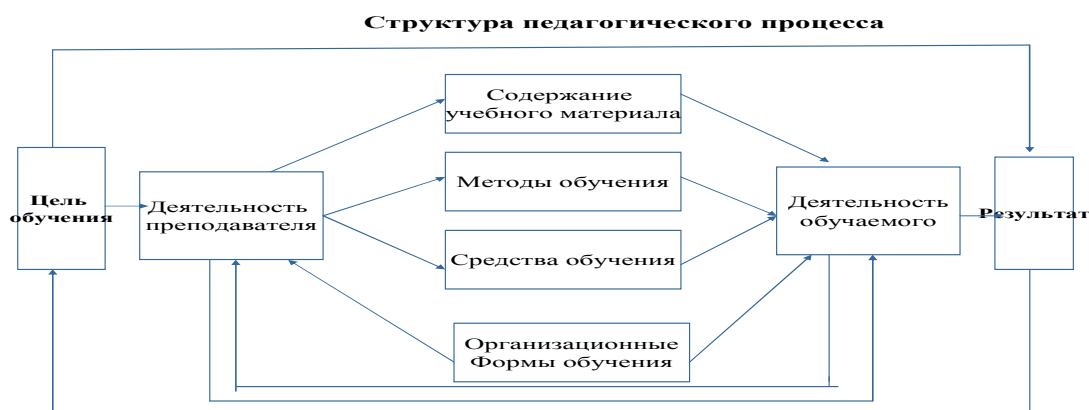 Структура педагогического процесса
Содержание
учебного материала
Методы обучения
Цель
обучения
Деятельность
преподавателя
Деятельность
обучаемого
Результат
Средства обучения
Организационные
Формы обучения